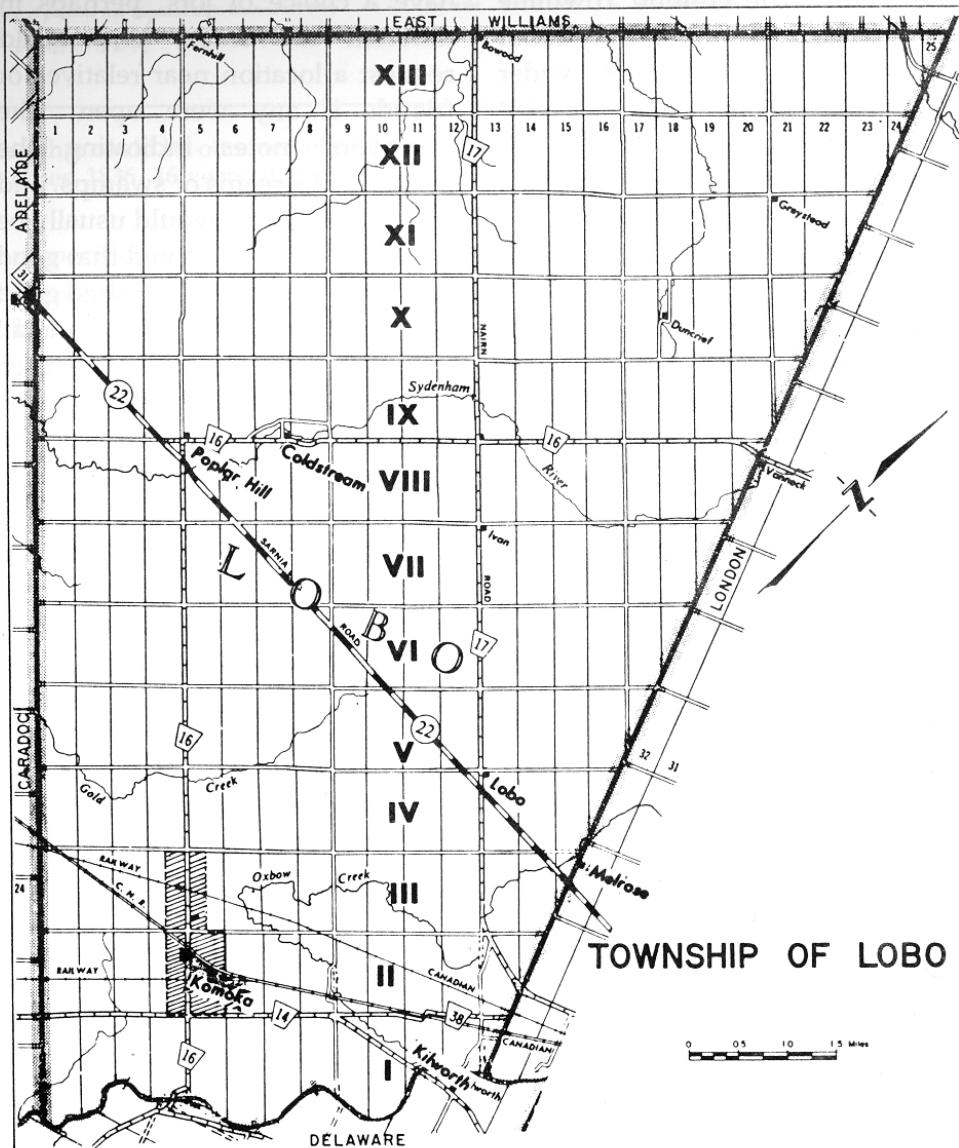 EAST WILLIAMS
Fernhill
Bowood
25
XIII
1 2 3 4 5 6 7 8 9 10 11 12 13 14 15 16 17 18 19 20 21 22 23 24
17
XII
ADELAIDE
XI
Greystead
31
X
NAIRN
Duncrief
22
Sydenham
IX
16
16
Poplar Hill
Coldstream
VIII
River
Vanneck
N
Ivan
SARNIA
VII
LOBO
ROAD
LONDON
ROAD
VI
17
CARADOC
16
22
V
32 31
Gold Creek
Lobo
IV
RAILWAY
24
C.N.R.
Oxbow Creek
III
Melrose
TOWNSHIP OF LOBO
RAILWAY
Komoka
II
CANADIAN
14
38
CANADIAN
0 0.5 1.0 1.5 Miles
16
I
Kilworth
worth
DELAWARE